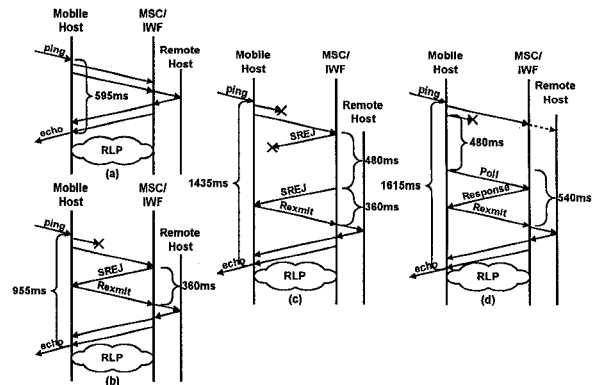 Mobile
Host
MSC/
IWF
Remote
Host
ping
595ms
echo
RLP
(a)
Mobile
Host
MSC/
IWF
Remote
Host
ping
SREJ
Rexmit
360ms
955ms
echo
RLP
(b)
Mobile
Host
MSC/
IWF
Remote
Host
ping
SREJ
480ms
1435ms
SREJ
Rexmit
360ms
echo
RLP
(c)
Mobile
Host
MSC/
IWF
Remote
Host
ping
480ms
Poll
1615ms
Response
Rexmit
540ms
echo
RLP
(d)